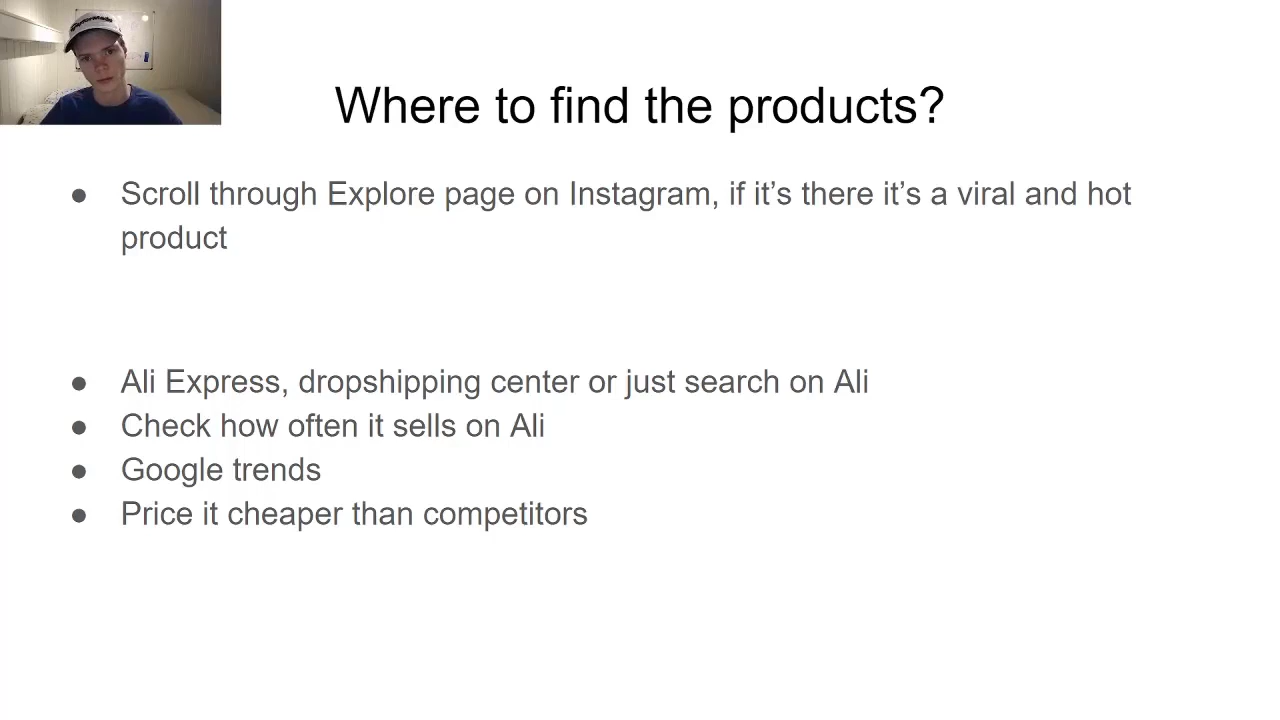 Where to find the products?
● Scroll through Explore page on Instagram, if it's there it's a viral and hot
product
● Ali Express, dropshipping center or just search on Ali
● Check how often it sells on Ali
● Google trends
● Price it cheaper than competitors